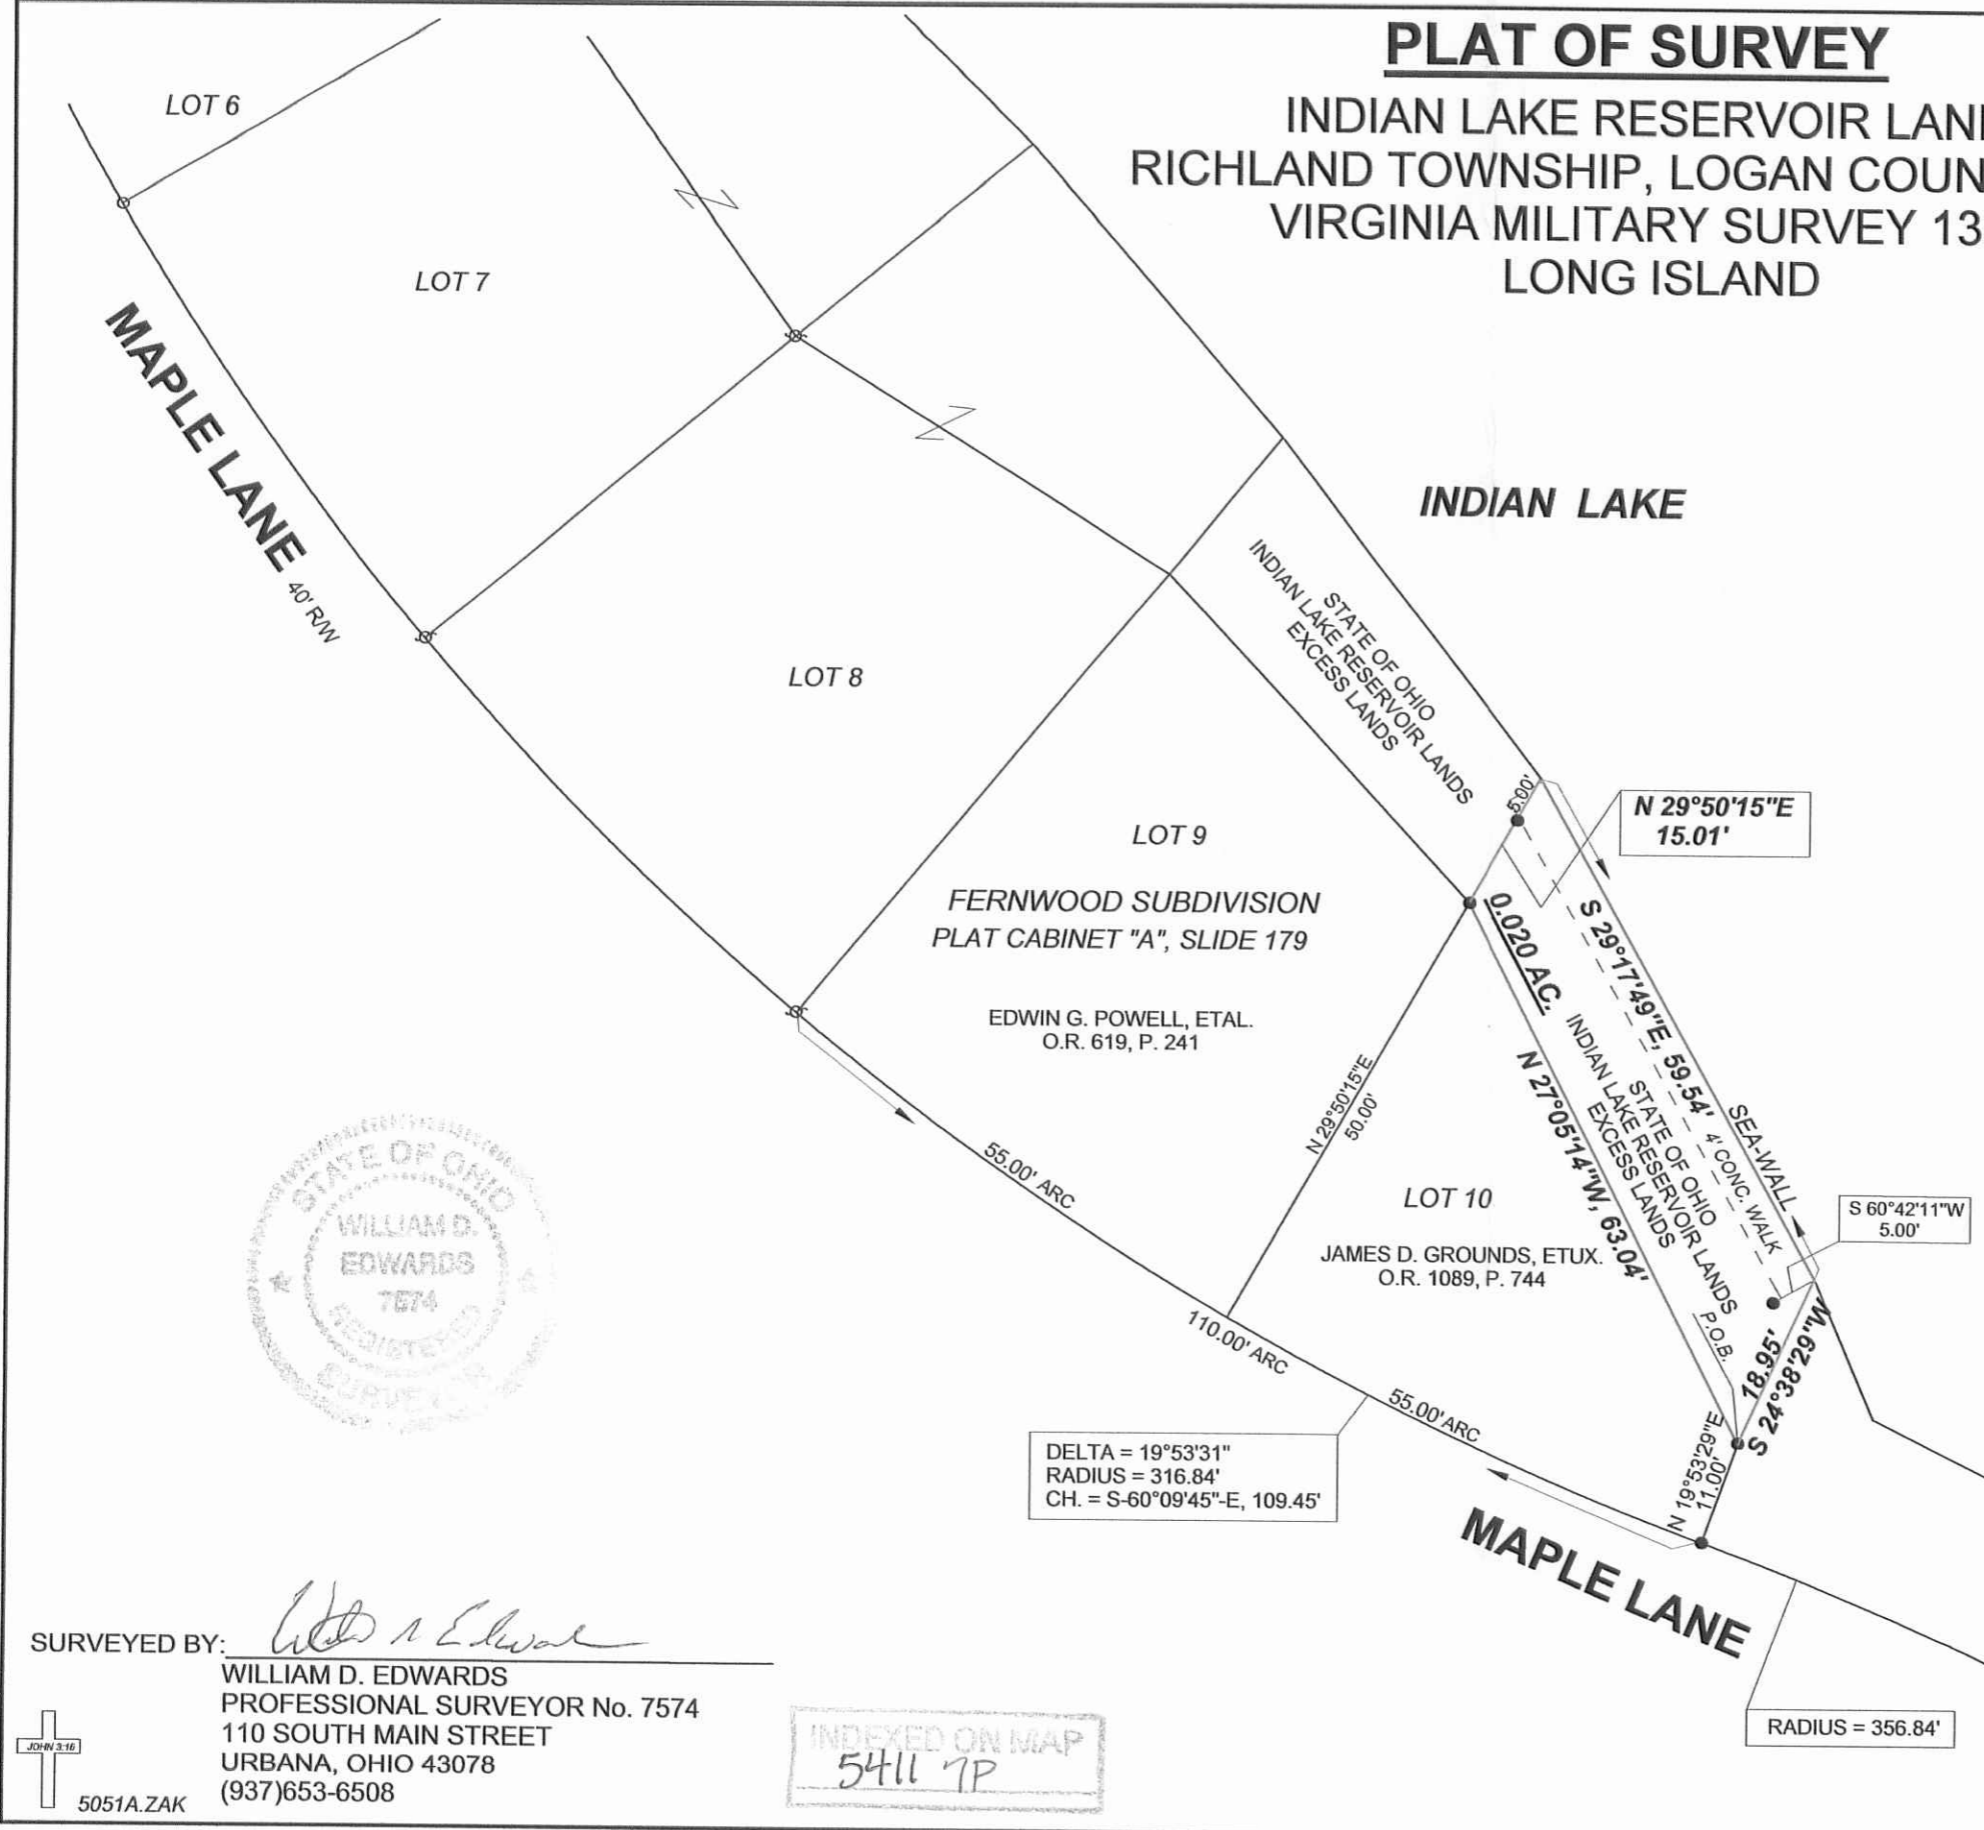 PLAT OF SURVEY
INDIAN LAKE RESERVOIR LAN
RICHLAND TOWNSHIP, LOGAN COUN
VIRGINIA MILITARY SURVEY 13
LONG ISLAND
LOT 6
LOT 7
MAPLE LANE 40' R/W
INDIAN LAKE
STATE OF OHIO
INDIAN LAKE RESERVOIR LANDS
EXCESS LANDS
LOT 8
5.00'
N 29°50'15"E
15.01'
LOT 9
FERNWOOD SUBDIVISION
PLAT CABINET "A", SLIDE 179
EDWIN G. POWELL, ETAL.
O.R. 619, P. 241
0.020 AC.
S 29°17'49"E, 59.54'
N 27°05'14"W, 63.04'
STATE OF OHIO
INDIAN LAKE RESERVOIR LANDS
EXCESS LANDS
SEA-WALL
4' CONC. WALK
N 29°50'15"E
50.00'
55.00' ARC
LOT 10
JAMES D. GROUNDS, ETUX.
O.R. 1089, P. 744
S 60°42'11"W
5.00'
P.O.B.
18.95'
S 24°38'29"W
110.00' ARC
55.00' ARC
N 19°53'29"E
11.00'
DELTA = 19°53'31"
RADIUS = 316.84'
CH. = S-60°09'45"-E, 109.45'
MAPLE LANE
RADIUS = 356.84'
STATE OF OHIO
WILLIAM D.
EDWARDS
7574
REGISTERED
SURVEYOR
SURVEYED BY:
WILLIAM D. EDWARDS
PROFESSIONAL SURVEYOR No. 7574
110 SOUTH MAIN STREET
URBANA, OHIO 43078
(937)653-6508
JOHN 3:16
5051A.ZAK
INDEXED ON MAP
5411 7P